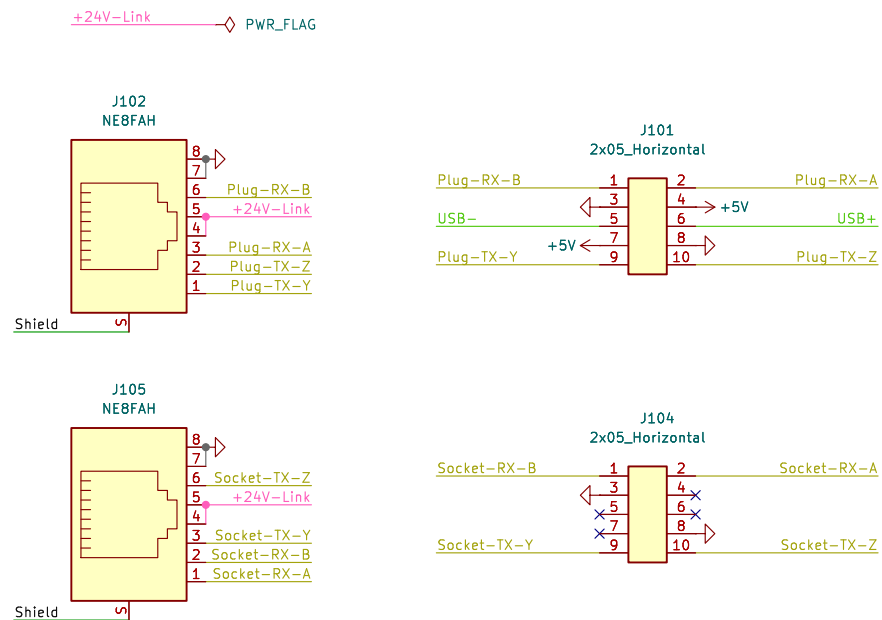 +24V-Link PWR_FLAG
J102
NE8FAH
8
7
6 Plug-RX-B
5 +24V-Link
4
3 Plug-RX-A
2 Plug-TX-Z
1 Plug-TX-Y
Shield S
J101
2x05_Horizontal
Plug-RX-B 1 2 Plug-RX-A
3 4 +5V
USB- 5 6 USB+
+5V 7 8
Plug-TX-Y 9 10 Plug-TX-Z
J105
NE8FAH
8
7
6 Socket-TX-Z
5 +24V-Link
4
3 Socket-TX-Y
2 Socket-RX-B
1 Socket-RX-A
Shield S
J104
2x05_Horizontal
Socket-RX-B 1 2 Socket-RX-A
3 4
5 6
7 8
Socket-TX-Y 9 10 Socket-TX-Z